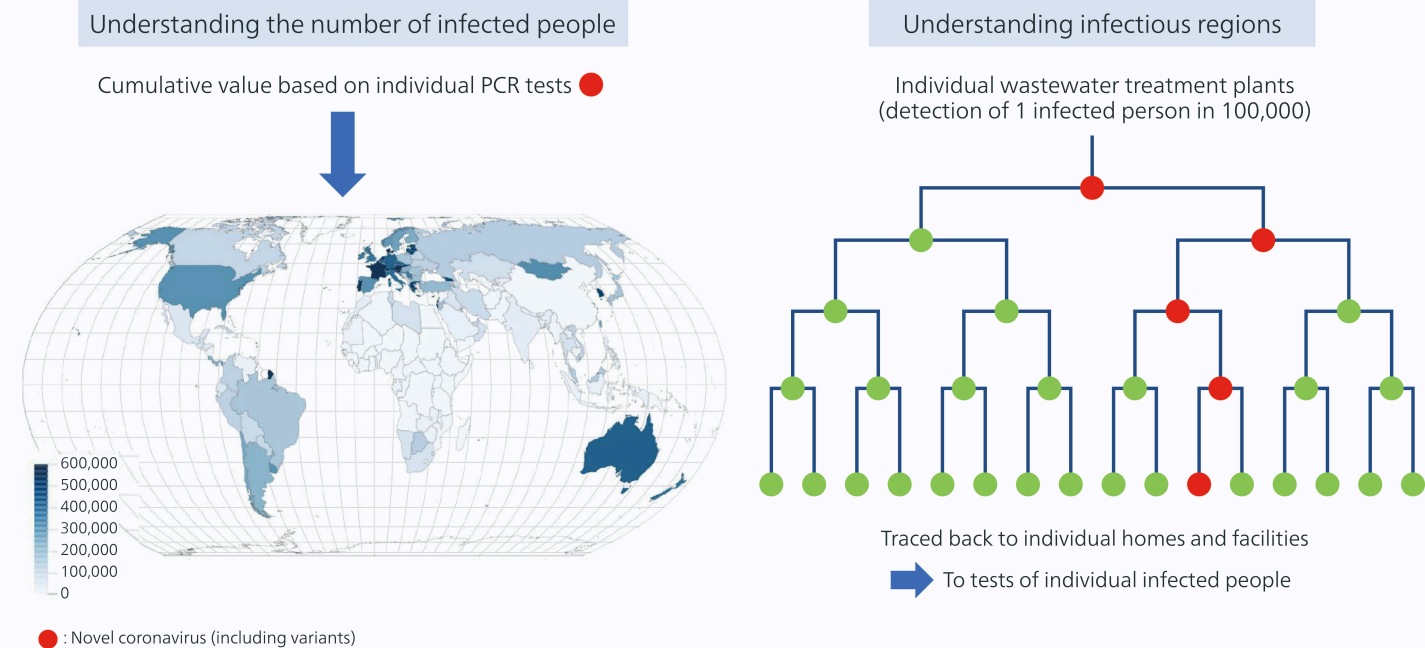 Understanding the number of infected people
Cumulative value based on individual PCR tests
600,000
500,000
400,000
300,000
200,000
100,000
0
: Novel coronavirus (including variants)
Understanding infectious regions
Individual wastewater treatment plants
(detection of 1 infected person in 100,000)
Traced back to individual homes and facilities
To tests of individual infected people